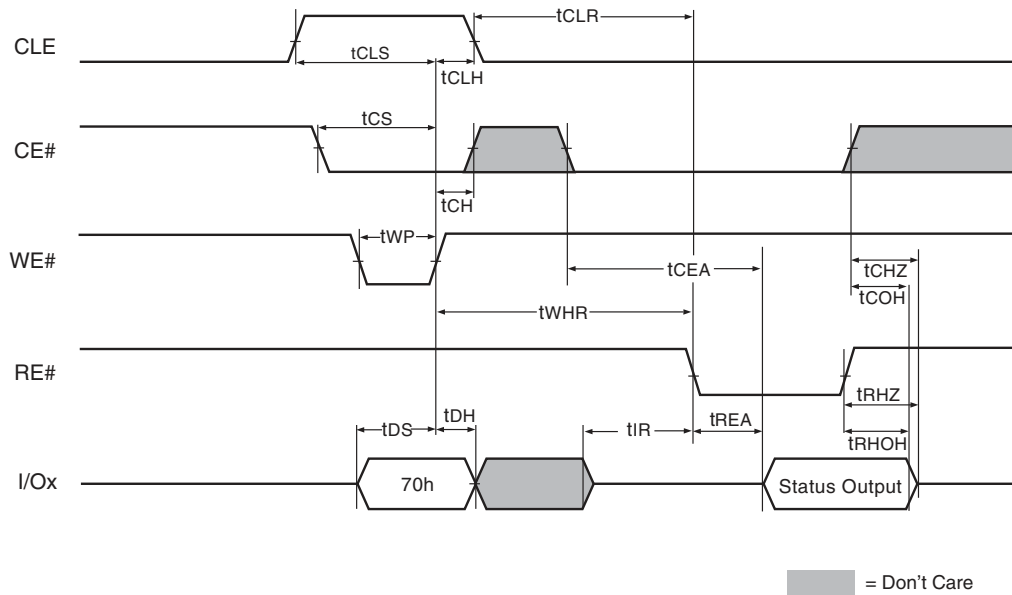 tCLR
CLE
tCLS
tCLH
tCS
CE#
tCH
tWP
WE#
tCEA
tCHZ
tCOH
tWHR
RE#
tRHZ
tDH
tDS
tIR
tREA
tRHOH
I/Ox
70h
Status Output
= Don't Care